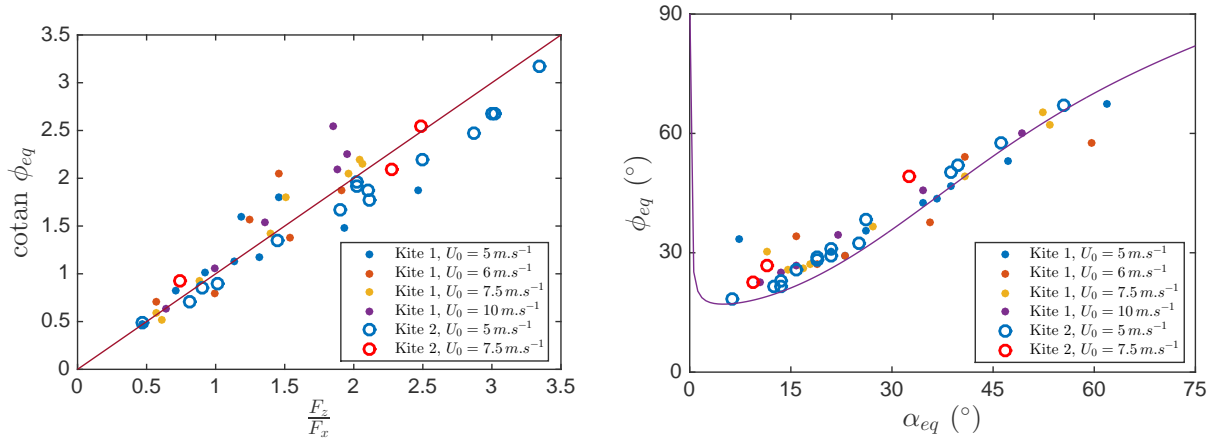 cotan ϕ_eq
3.5
3
2.5
2
1.5
1
0.5
0
0 0.5 1 1.5 2 2.5 3 3.5
F_z/F_x
Kite 1, U_0 = 5 m.s^{-1}
Kite 1, U_0 = 6 m.s^{-1}
Kite 1, U_0 = 7.5 m.s^{-1}
Kite 1, U_0 = 10 m.s^{-1}
Kite 2, U_0 = 5 m.s^{-1}
Kite 2, U_0 = 7.5 m.s^{-1}
ϕ_eq (°)
90
60
30
0
0 15 30 45 60 75
α_eq (°)
Kite 1, U_0 = 5 m.s^{-1}
Kite 1, U_0 = 6 m.s^{-1}
Kite 1, U_0 = 7.5 m.s^{-1}
Kite 1, U_0 = 10 m.s^{-1}
Kite 2, U_0 = 5 m.s^{-1}
Kite 2, U_0 = 7.5 m.s^{-1}